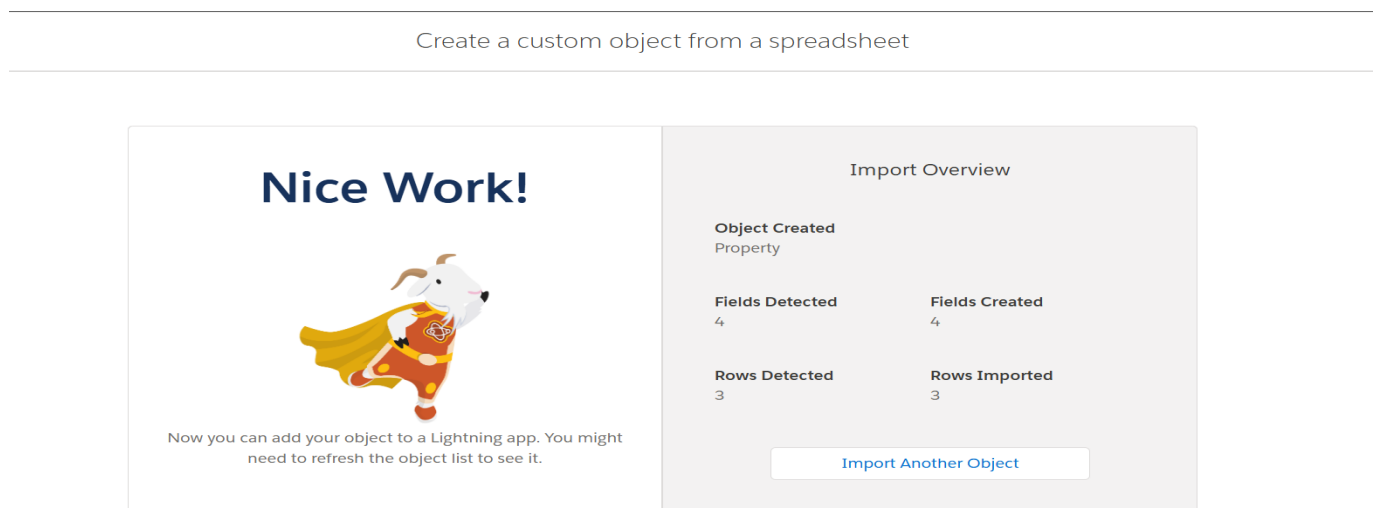 Create a custom object from a spreadsheet
Nice Work!
Now you can add your object to a Lightning app. You might
need to refresh the object list to see it.
Import Overview
Object Created
Property
Fields Detected
4
Fields Created
4
Rows Detected
3
Rows Imported
3
Import Another Object